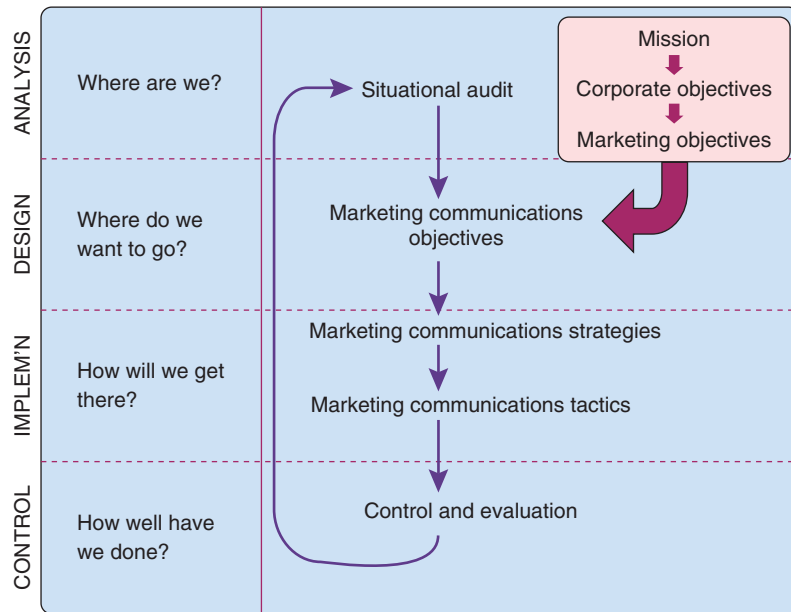 ANALYSIS
Where are we?
Situational audit
Mission
Corporate objectives
Marketing objectives
DESIGN
Where do we
want to go?
Marketing communications
objectives
IMPLEM'N
How will we get
there?
Marketing communications strategies
Marketing communications tactics
CONTROL
How well have
we done?
Control and evaluation